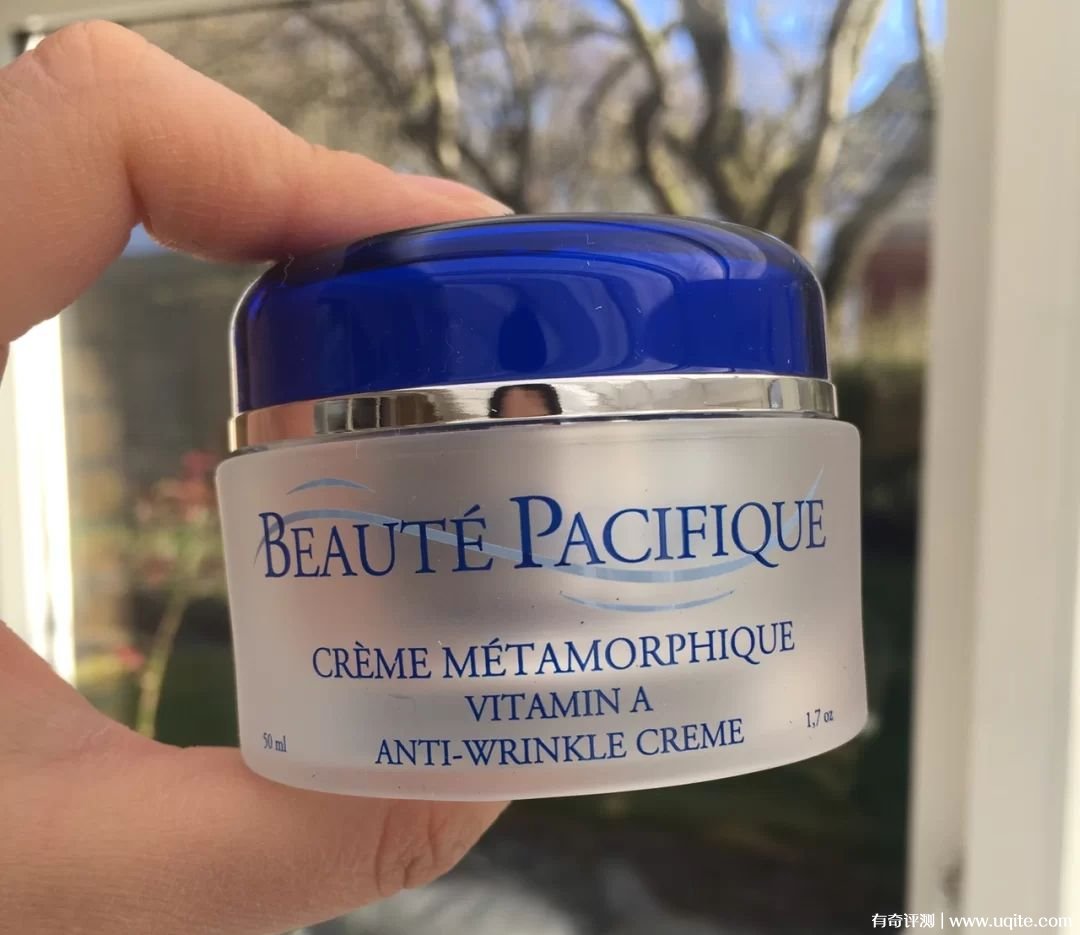 BEAUTÉ PACIFIQUE
CRÈME MÉTAMORPHIQUE
VITAMIN A
ANTI-WRINKLE CREME
50 ml
1,7 oz
有奇评测 | www.uqite.com